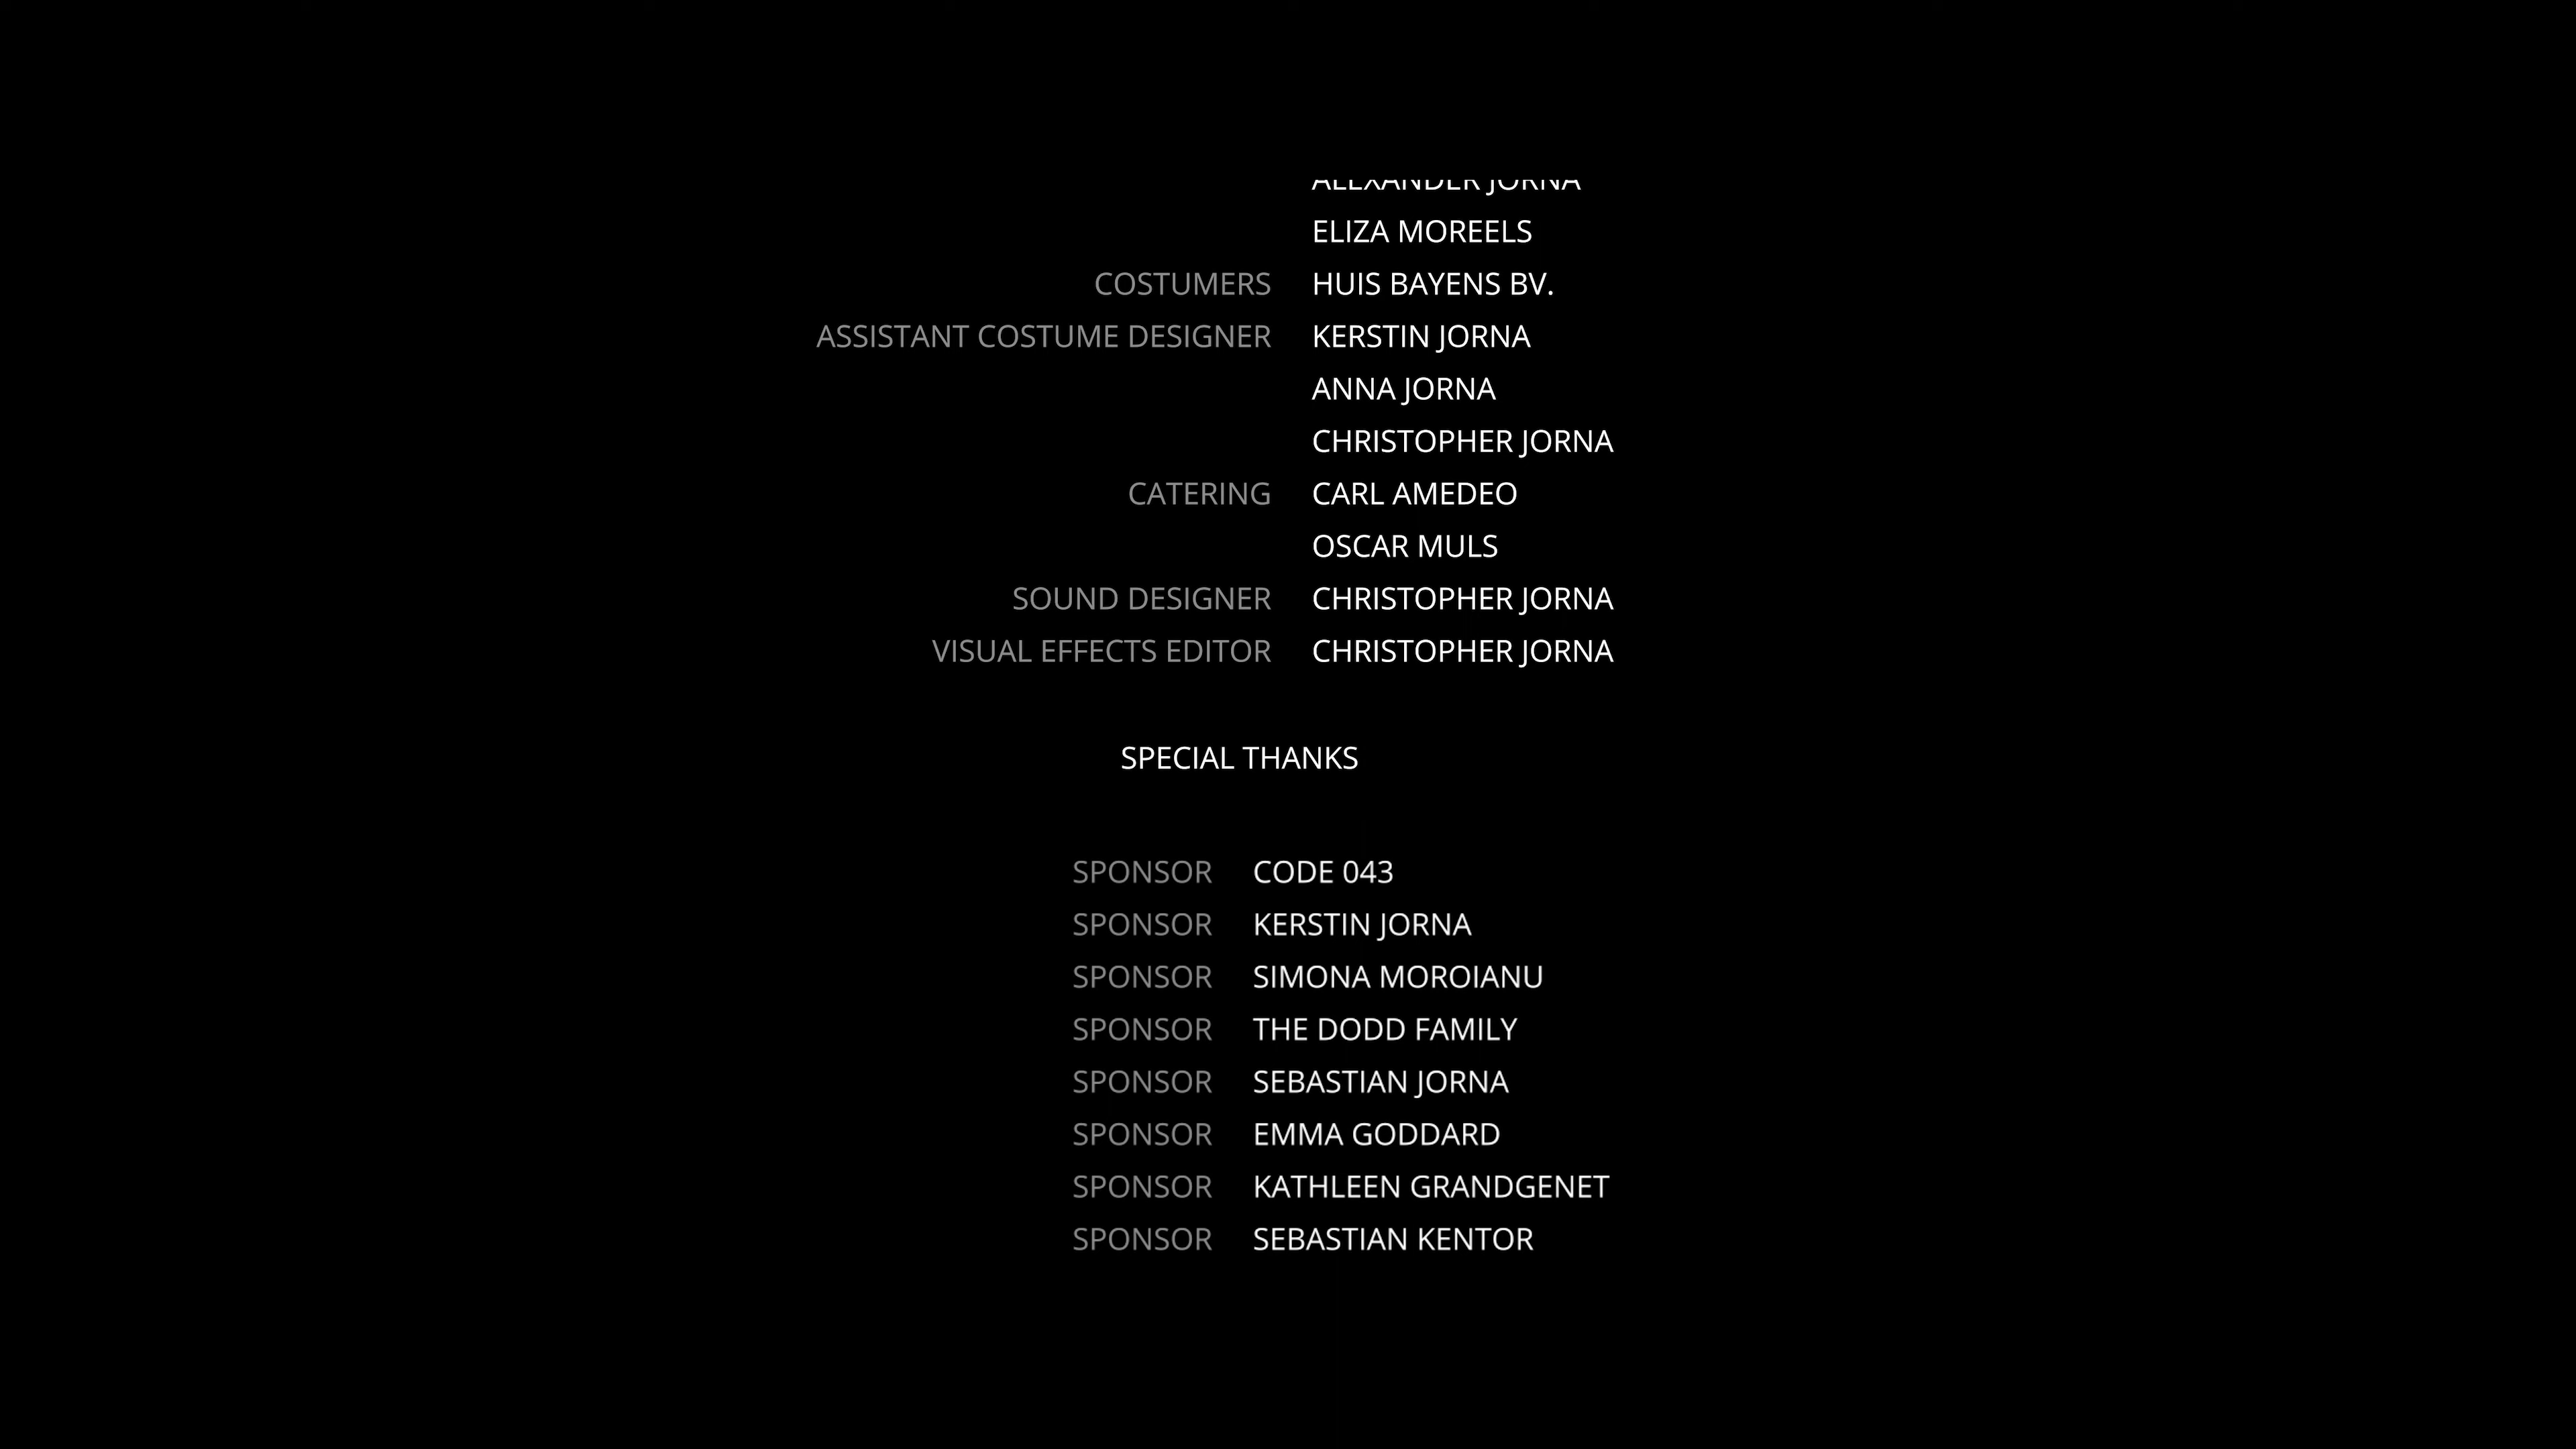 ALEXANDER JORNA
ELIZA MOREELS
COSTUMERS HUIS BAYENS BV.
ASSISTANT COSTUME DESIGNER KERSTIN JORNA
ANNA JORNA
CHRISTOPHER JORNA
CATERING CARL AMEDEO
OSCAR MULS
SOUND DESIGNER CHRISTOPHER JORNA
VISUAL EFFECTS EDITOR CHRISTOPHER JORNA
SPECIAL THANKS
SPONSOR CODE 043
SPONSOR KERSTIN JORNA
SPONSOR SIMONA MOROIANU
SPONSOR THE DODD FAMILY
SPONSOR SEBASTIAN JORNA
SPONSOR EMMA GODDARD
SPONSOR KATHLEEN GRANDGENET
SPONSOR SEBASTIAN KENTOR